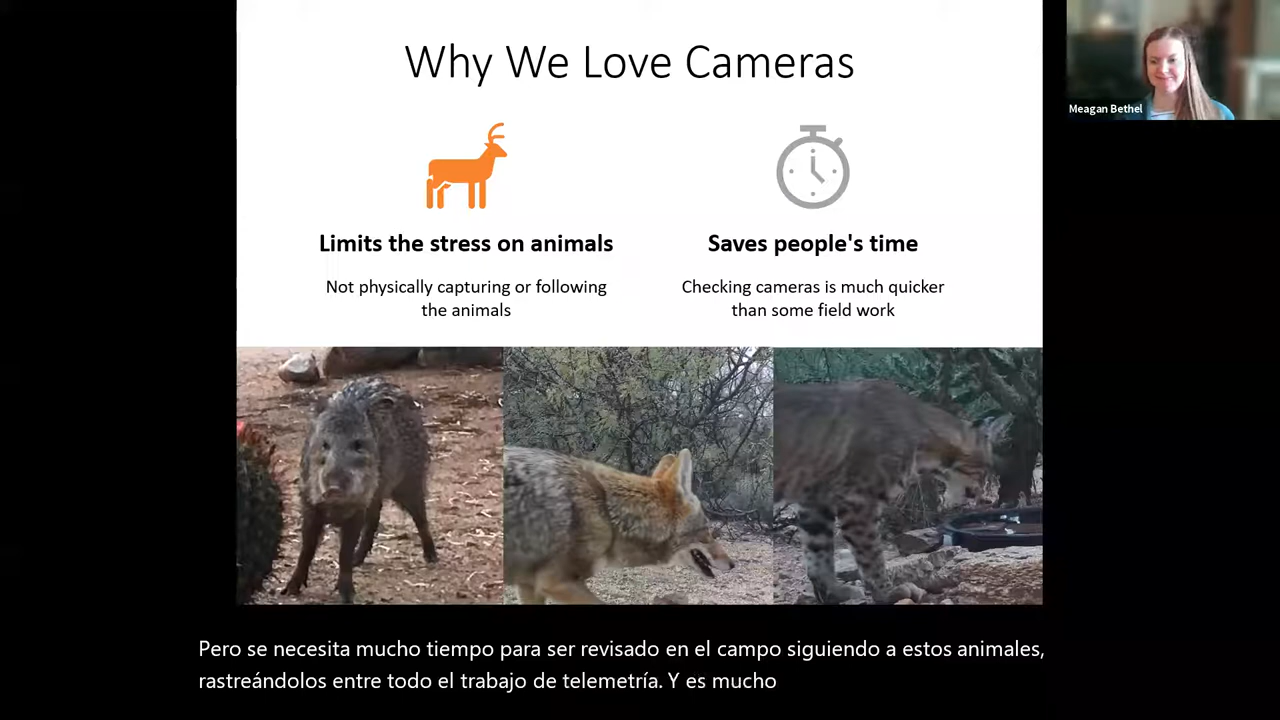 Why We Love Cameras
Meagan Bethel
Limits the stress on animals
Saves people's time
Not physically capturing or following
the animals
Checking cameras is much quicker
than some field work
Pero se necesita mucho tiempo para ser revisado en el campo siguiendo a estos animales,
rastreándolos entre todo el trabajo de telemetría. Y es mucho